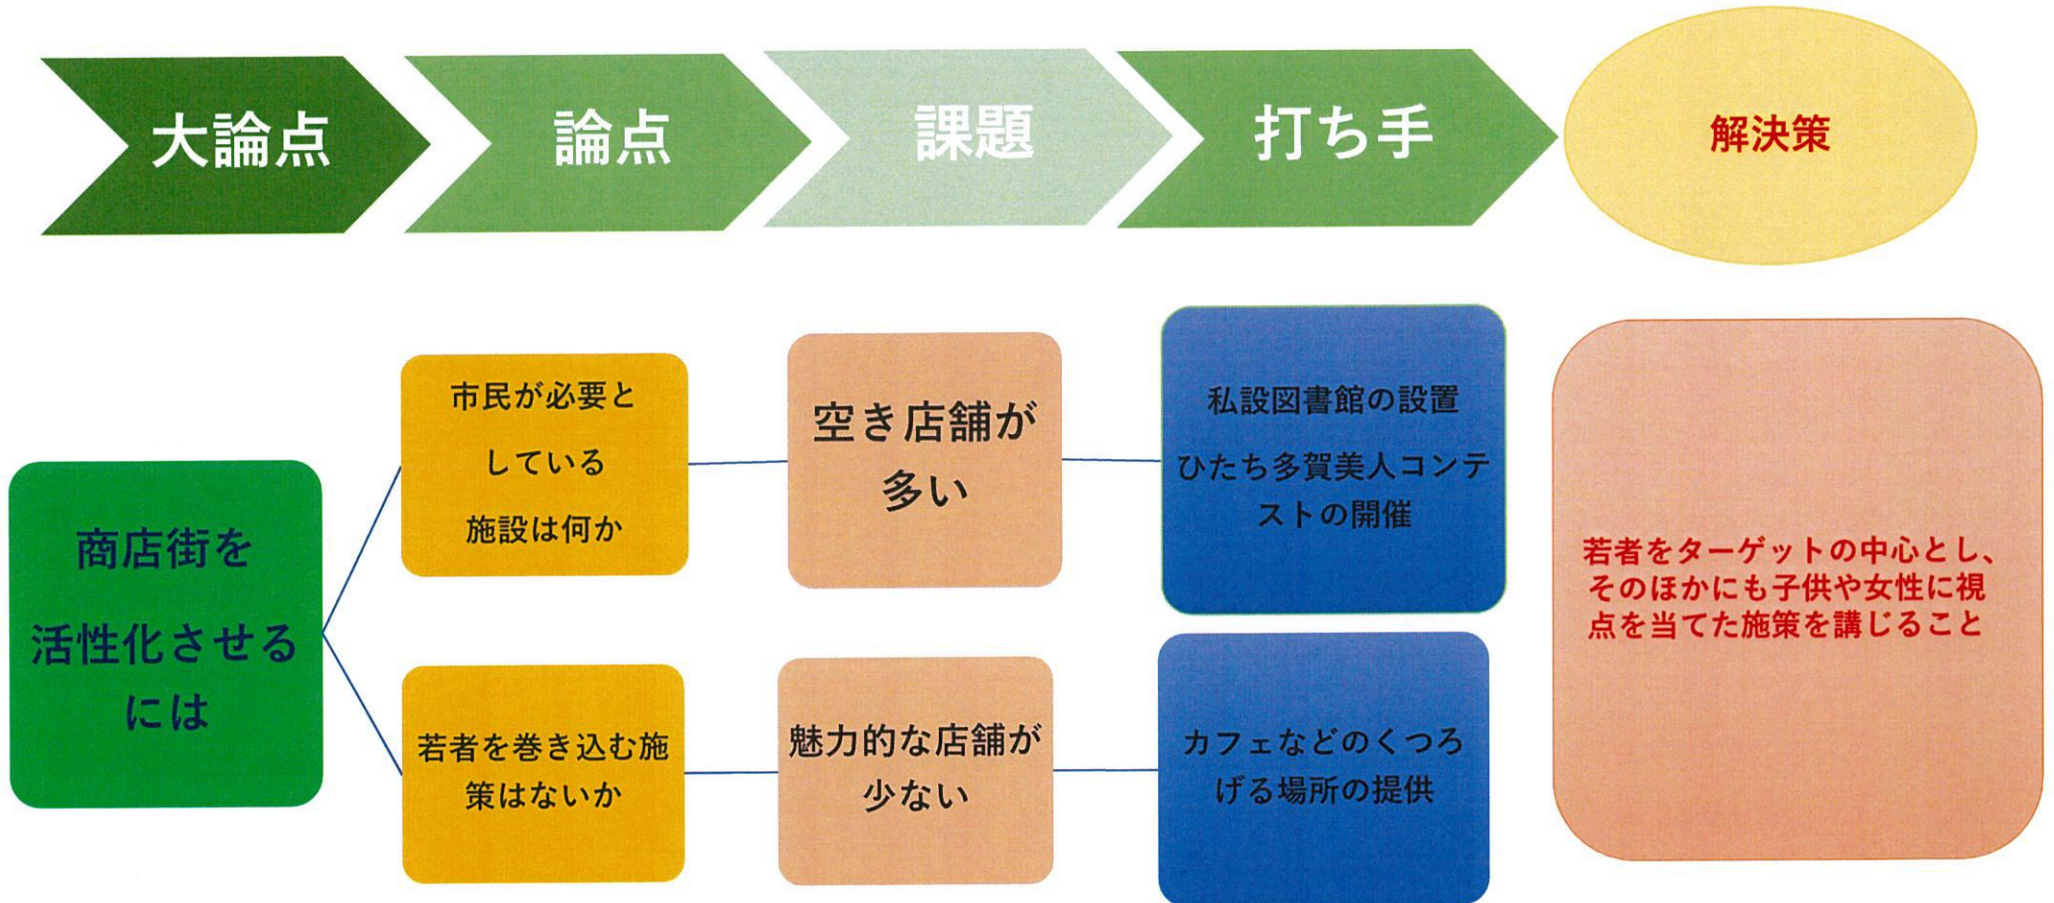 大論点
論点
課題
打ち手
解決策
商店街を
活性化させる
には
市民が必要と
している
施設は何か
空き店舗が
多い
私設図書館の設置
ひたち多賀美人コンテ
ストの開催
若者を巻き込む施
策はないか
魅力的な店舗が
少ない
カフェなどのくつろ
げる場所の提供
若者をターゲットの中心とし、
そのほかにも子供や女性に視
点を当てた施策を講じること